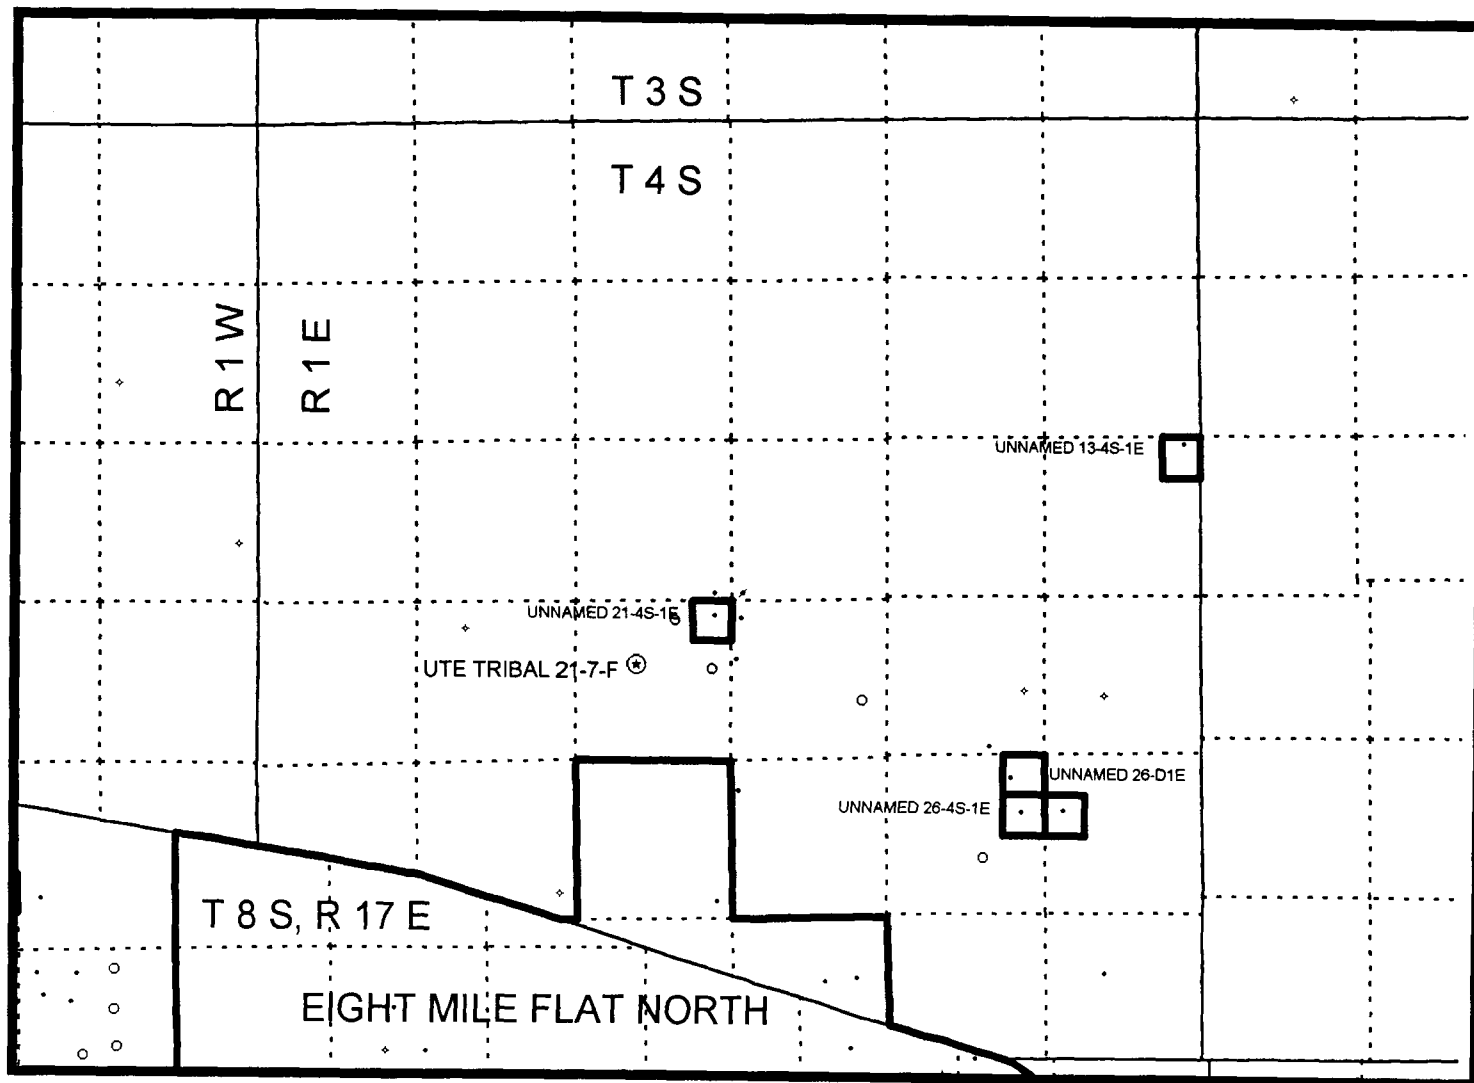 T 3 S
T 4 S
R 1 W
R 1 E
UNNAMED 13-4S-1E
UNNAMED 21-4S-1E
UTE TRIBAL 21-7-F
UNNAMED 26-D1E
UNNAMED 26-4S-1E
T 8 S, R 17 E
EIGHT MILE FLAT NORTH